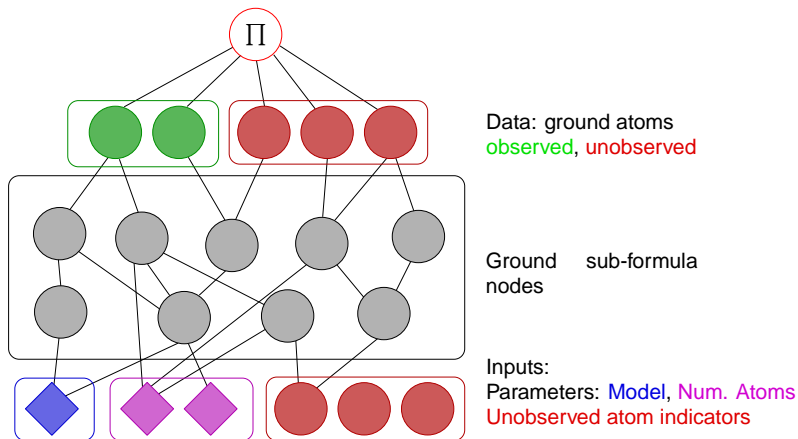 Π
Data: ground atoms
observed, unobserved
Ground sub-formula
nodes
Inputs:
Parameters: Model, Num. Atoms
Unobserved atom indicators